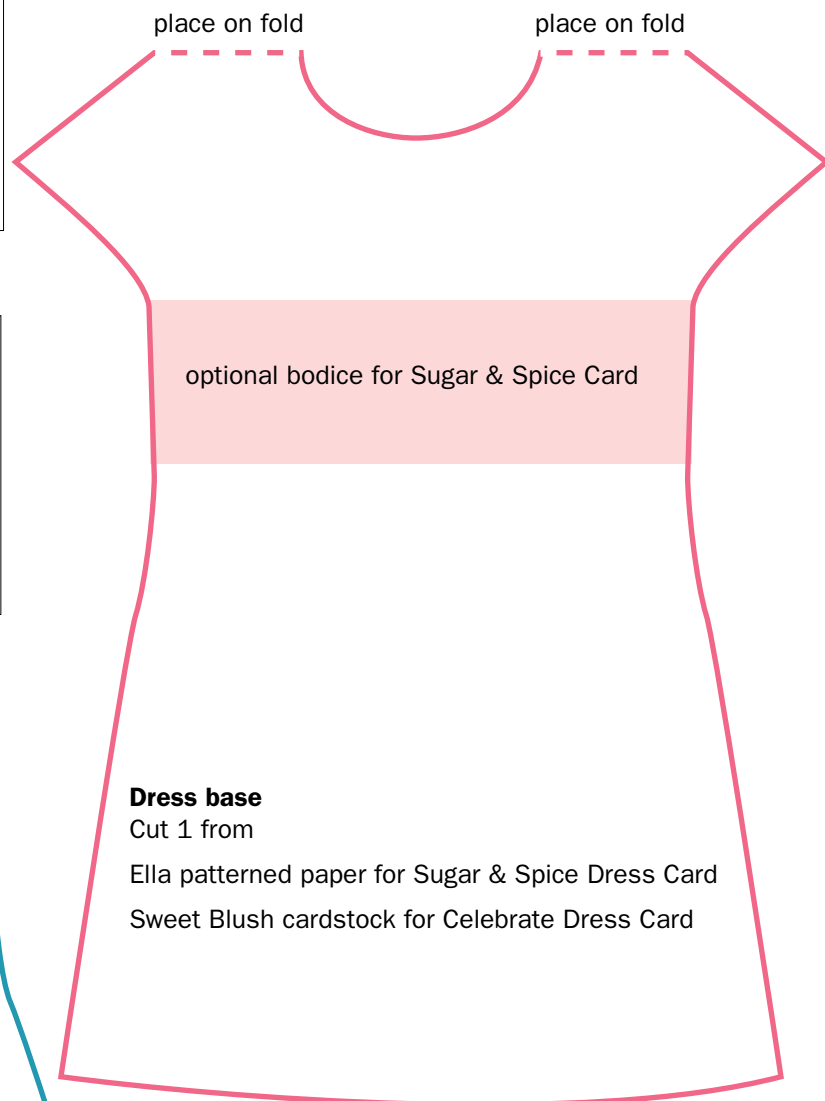 place on fold
place on fold
optional bodice for Sugar & Spice Card
Dress base
Cut 1 from
Ella patterned paper for Sugar & Spice Dress Card
Sweet Blush cardstock for Celebrate Dress Card